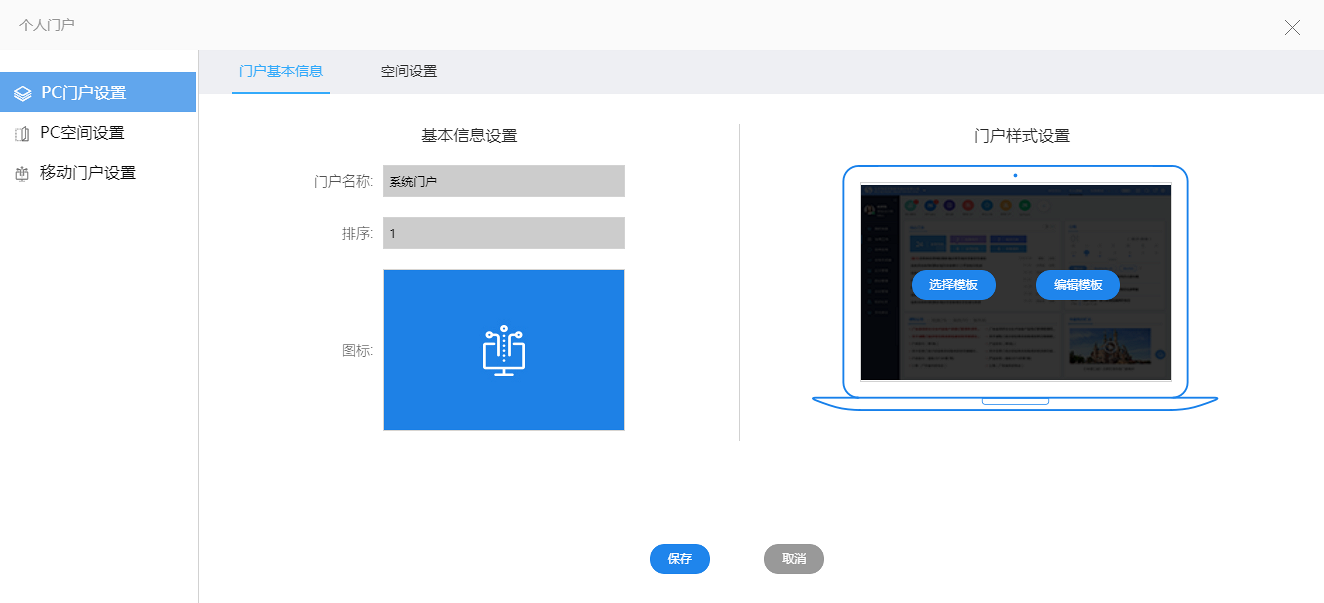 个人门户
PC门户设置
PC空间设置
移动门户设置
门户基本信息
空间设置
基本信息设置
门户名称:
系统门户
排序:
1
图标:
门户样式设置
选择模板
编辑模板
保存
取消